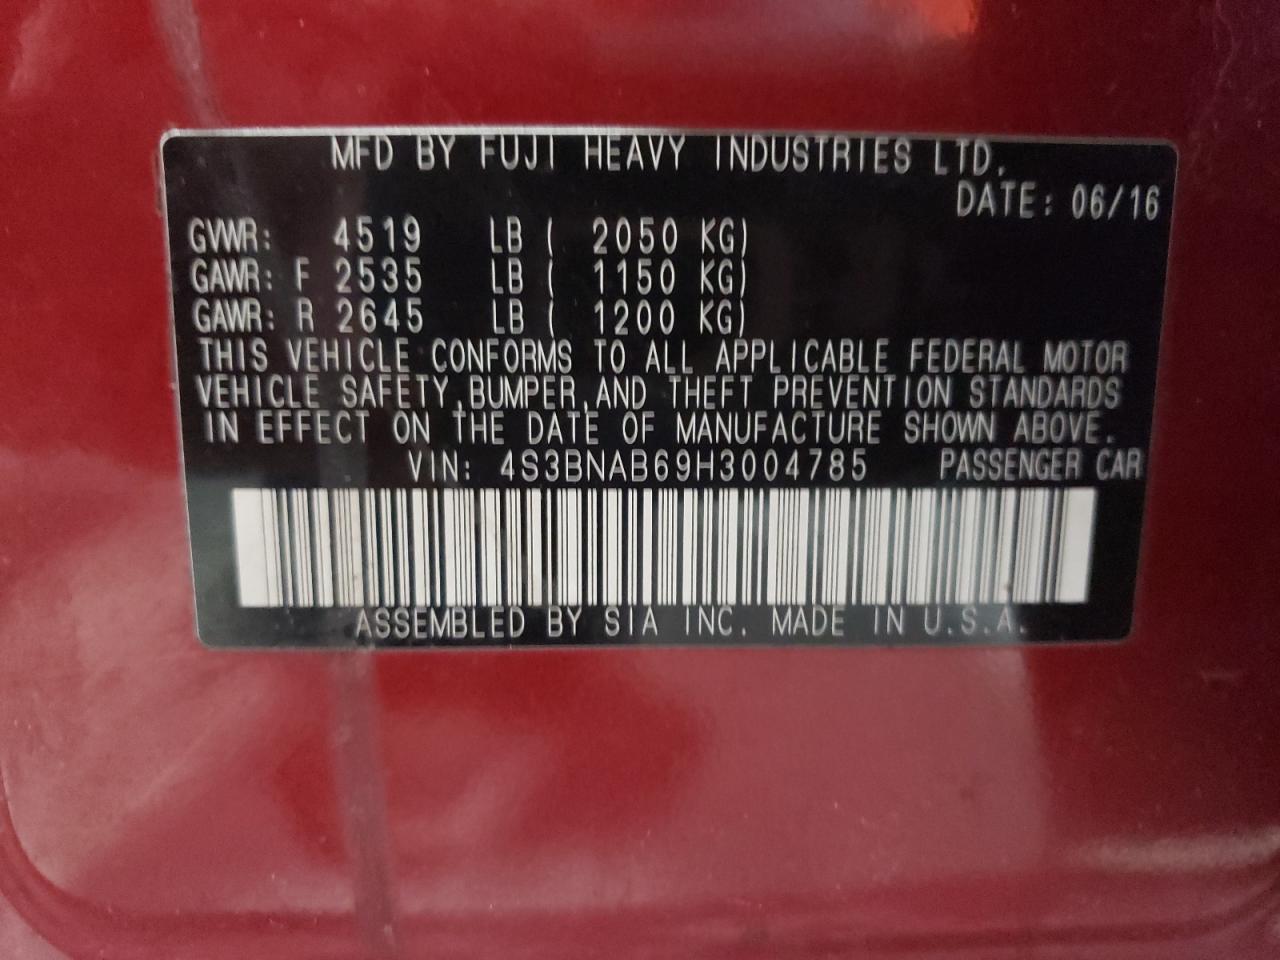 MFD BY FUJI HEAVY INDUSTRIES LTD.
DATE: 06/16
GVWR: 4519 LB ( 2050 KG)
GAWR: F 2535 LB ( 1150 KG)
GAWR: R 2645 LB ( 1200 KG)
THIS VEHICLE CONFORMS TO ALL APPLICABLE FEDERAL MOTOR
VEHICLE SAFETY,BUMPER,AND THEFT PREVENTION STANDARDS
IN EFFECT ON THE DATE OF MANUFACTURE SHOWN ABOVE.
VIN: 4S3BNAB69H3004785 PASSENGER CAR
ASSEMBLED BY SIA INC. MADE IN U.S.A.